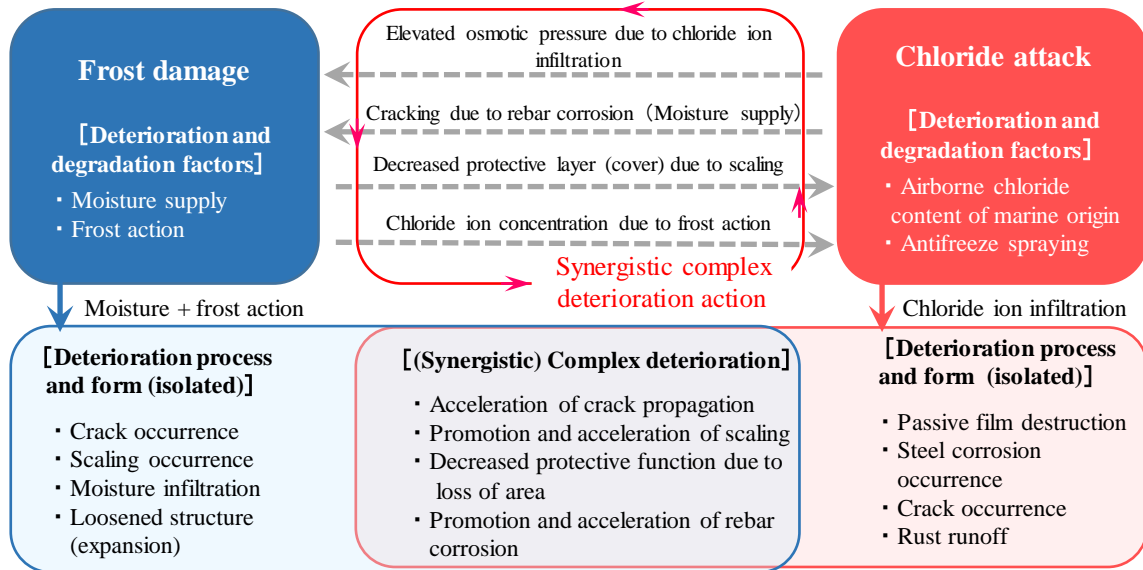 Frost damage
[Deterioration and
degradation factors]
・Moisture supply
・Frost action
Elevated osmotic pressure due to chloride ion
infiltration
Cracking due to rebar corrosion (Moisture supply)
Decreased protective layer (cover) due to scaling
Chloride ion concentration due to frost action
Synergistic complex
deterioration action
Chloride attack
[Deterioration and
degradation factors]
・Airborne chloride
content of marine origin
・Antifreeze spraying
Moisture + frost action
Chloride ion infiltration
[Deterioration process
and form (isolated)]
・Crack occurrence
・Scaling occurrence
・Moisture infiltration
・Loosened structure
(expansion)
[(Synergistic) Complex deterioration]
・Acceleration of crack propagation
・Promotion and acceleration of scaling
・Decreased protective function due to
loss of area
・Promotion and acceleration of rebar
corrosion
[Deterioration process
and form (isolated)]
・Passive film destruction
・Steel corrosion
occurrence
・Crack occurrence
・Rust runoff